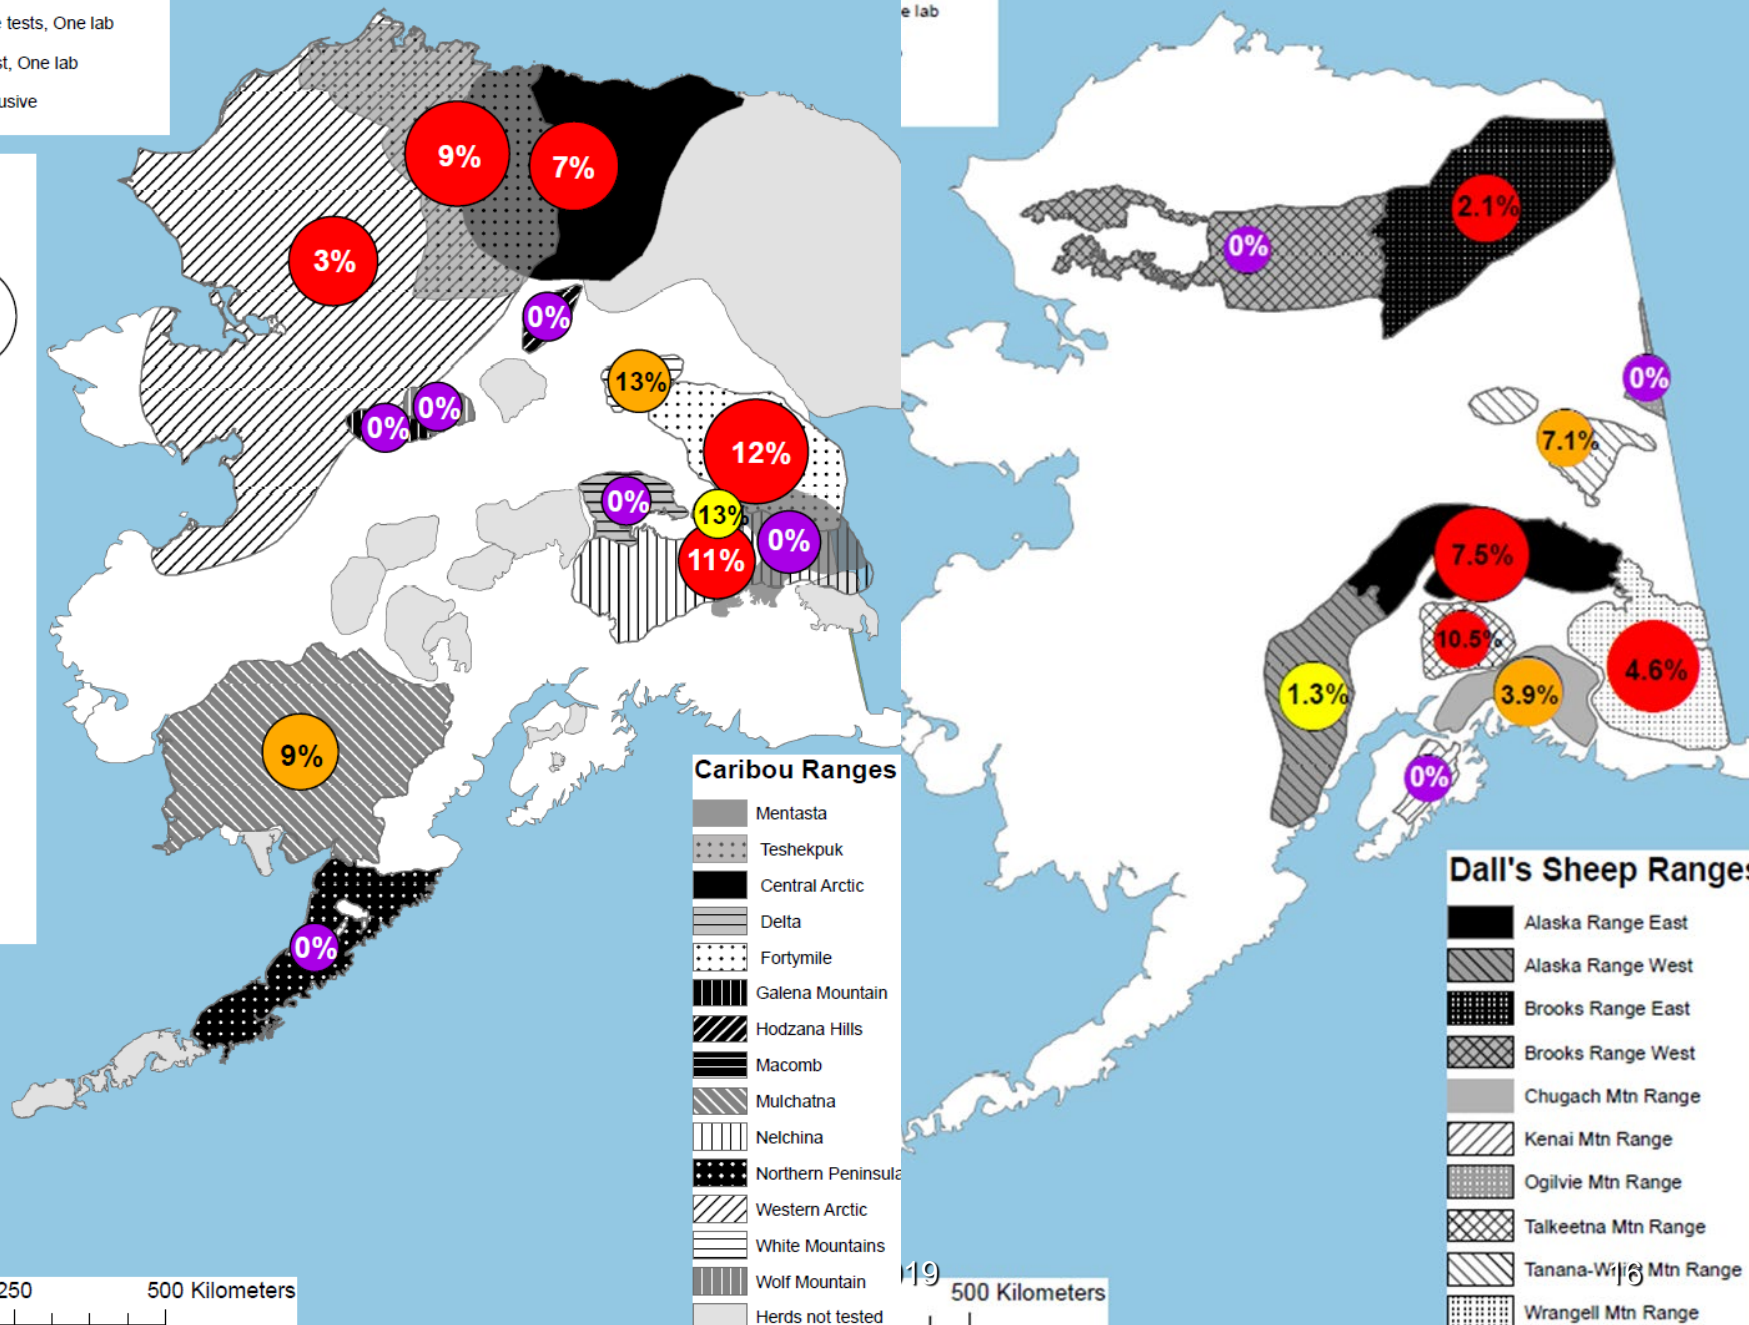 tests, One lab
st, One lab
usive
9%
7%
3%
0%
13%
0%
0%
12%
0%
13%
0%
11%
9%
0%
Caribou Ranges
Mentasta
Teshekpuk
Central Arctic
Delta
Fortymile
Galena Mountain
Hodzana Hills
Macomb
Mulchatna
Nelchina
Northern Peninsula
Western Arctic
White Mountains
Wolf Mountain
Herds not tested
250
500 Kilometers
e lab
2.1%
0%
0%
7.1%
7.5%
10.5%
4.6%
1.3%
3.9%
0%
Dall's Sheep Ranges
Alaska Range East
Alaska Range West
Brooks Range East
Brooks Range West
Chugach Mtn Range
Kenai Mtn Range
Ogilvie Mtn Range
Talkeetna Mtn Range
Mtn Range
Wrangell Mtn Range
19
16
500 Kilometers